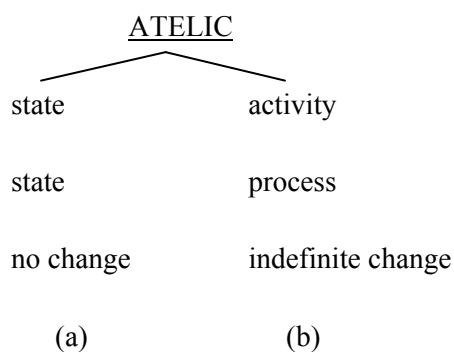 ATELIC
state activity
state process
no change indefinite change
(a) (b)